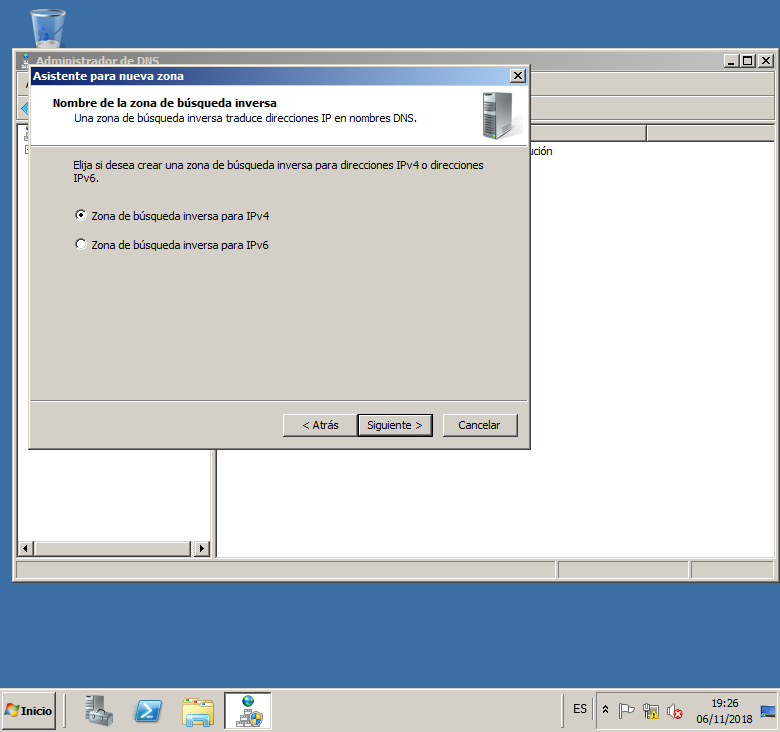 Administrador de DNS
Asistente para nueva zona
Nombre de la zona de búsqueda inversa
Una zona de búsqueda inversa traduce direcciones IP en nombres DNS.
ución
Elija si desea crear una zona de búsqueda inversa para direcciones IPv4 o direcciones
IPv6.
Zona de búsqueda inversa para IPv4
Zona de búsqueda inversa para IPv6
< Atrás
Siguiente >
Cancelar
Inicio
ES
19:26
06/11/2018